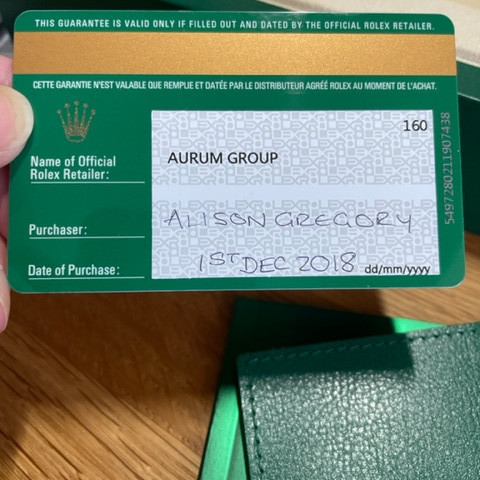 THIS GUARANTEE IS VALID ONLY IF FILLED OUT AND DATED BY THE OFFICIAL ROLEX RETAILER.
CETTE GARANTIE N'EST VALABLE QUE REMPLIE ET DATÉE PAR LE DISTRIBUTEUR AGRÉÉ ROLEX AU MOMENT DE L'ACHAT.
160
Name of Official
Rolex Retailer:
AURUM GROUP
Purchaser:
ALISON GREGORY
Date of Purchase:
1ST DEC 2018
dd/mm/yyyy
5497280211907438